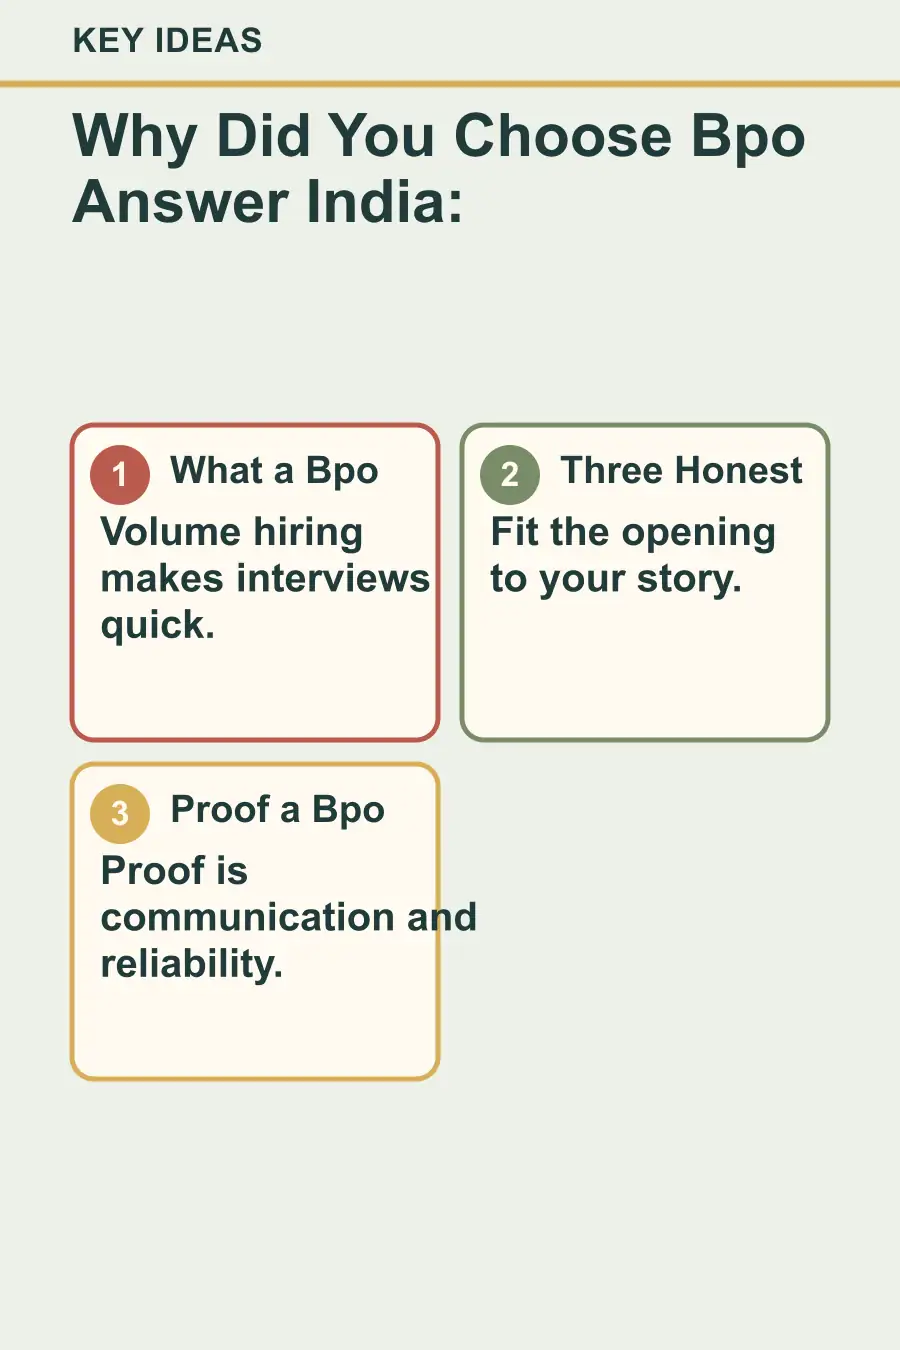 KEY IDEAS
Why Did You Choose Bpo
Answer India:
1
What a Bpo
Volume hiring
makes interviews
quick.
2
Three Honest
Fit the opening
to your story.
3
Proof a Bpo
Proof is
communication and
reliability.